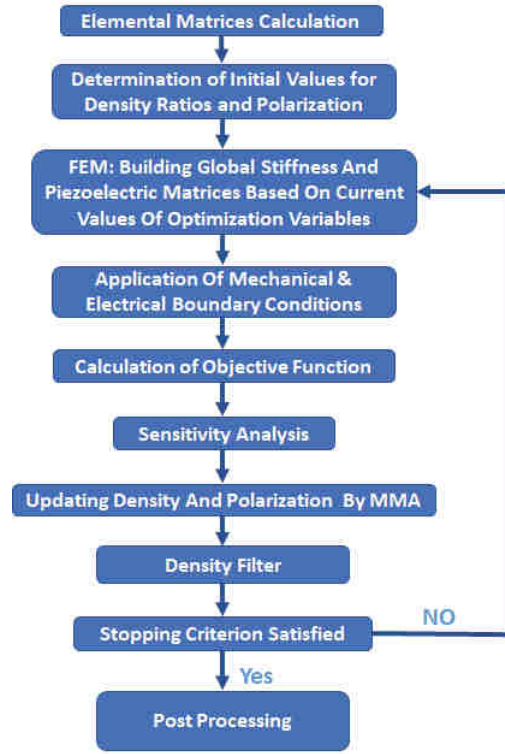 Elemental Matrices Calculation
Determination of Initial Values for
Density Ratios and Polarization
FEM: Building Global Stiffness And
Piezoelectric Matrices Based On Current
Values Of Optimization Variables
Application Of Mechanical &
Electrical Boundary Conditions
Calculation of Objective Function
Sensitivity Analysis
Updating Density And Polarization By MMA
Density Filter
Stopping Criterion Satisfied
NO
Yes
Post Processing